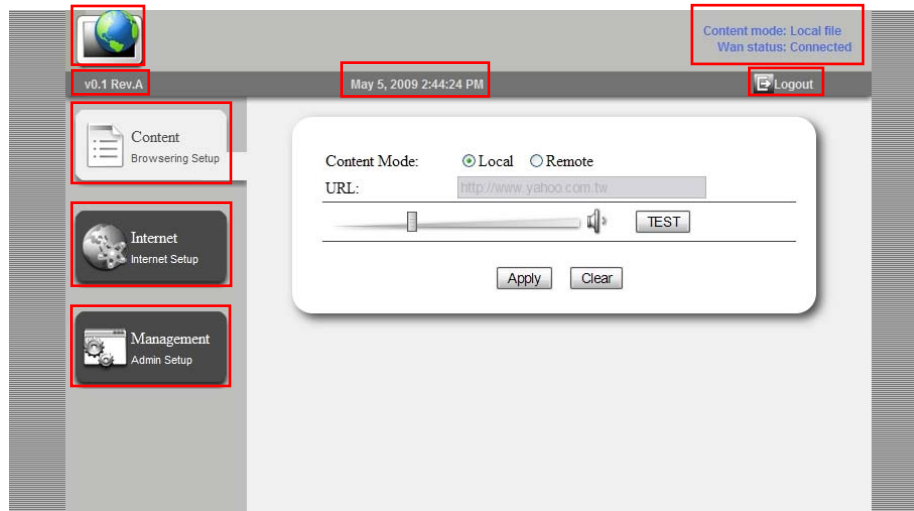 Content mode: Local file
Wan status: Connected
v0.1 Rev.A
May 5, 2009 2:44:24 PM
Logout
Content
Browsering Setup
Internet
Internet Setup
Management
Admin Setup
Content Mode: Local Remote
URL: http://www.yahoo.com.tw
TEST
Apply Clear